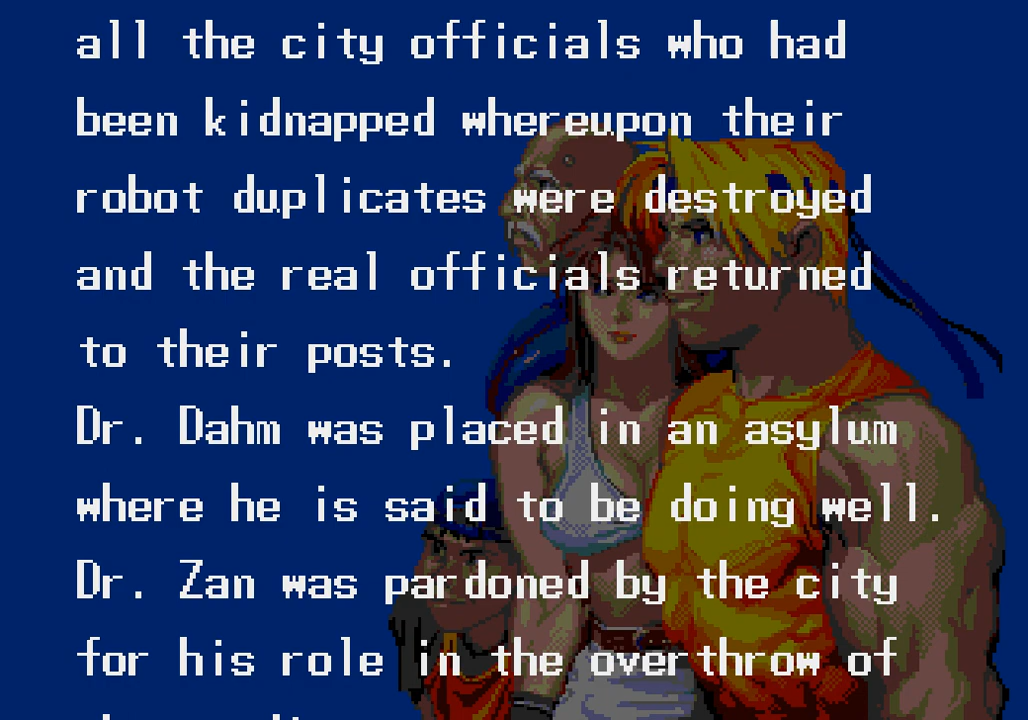 all the city officials who had
been kidnapped whereupon their
robot duplicates were destroyed
and the real officials returned
to their posts.
Dr. Dahm was placed in an asylum
where he is said to be doing well.
Dr. Zan was pardoned by the city
for his role in the overthrow of